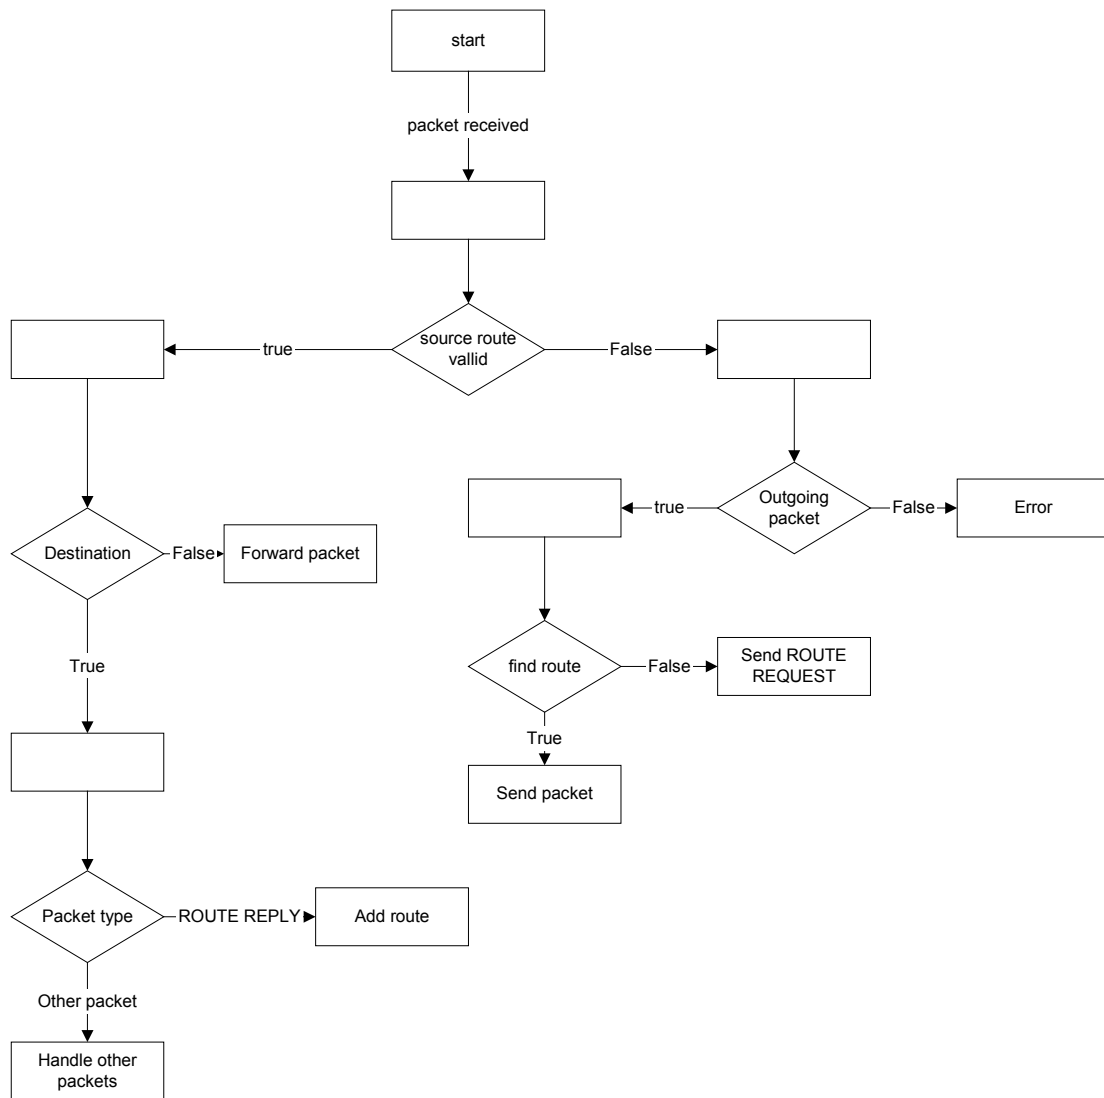 start
packet received
source route
vallid
true
False
Outgoing
packet
true
False
Error
Destination
False
Forward packet
True
find route
False
Send ROUTE
REQUEST
True
Send packet
Packet type
ROUTE REPLY
Add route
Other packet
Handle other
packets